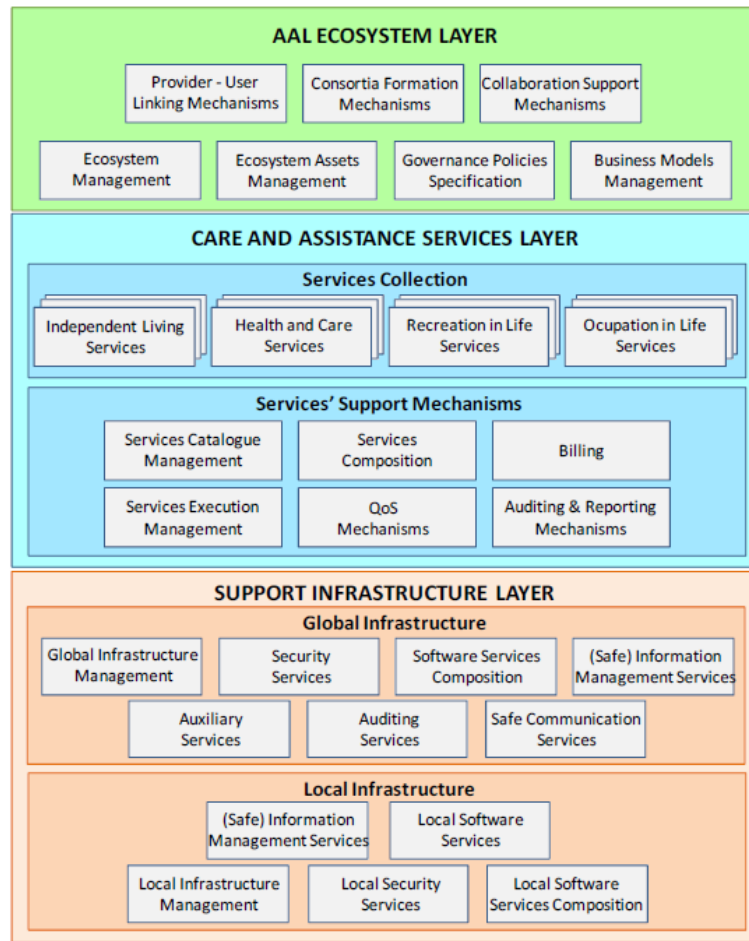 AAL ECOSYSTEM LAYER
Provider - User
Linking Mechanisms
Consortia Formation
Mechanisms
Collaboration Support
Mechanisms
Ecosystem
Management
Ecosystem Assets
Management
Governance Policies
Specification
Business Models
Management
CARE AND ASSISTANCE SERVICES LAYER
Services Collection
Independent Living
Services
Health and Care
Services
Recreation in Life
Services
Ocupation in Life
Services
Services' Support Mechanisms
Services Catalogue
Management
Services
Composition
Billing
Services Execution
Management
QoS
Mechanisms
Auditing & Reporting
Mechanisms
SUPPORT INFRASTRUCTURE LAYER
Global Infrastructure
Global Infrastructure
Management
Security
Services
Software Services
Composition
(Safe) Information
Management Services
Auxiliary
Services
Auditing
Services
Safe Communication
Services
Local Infrastructure
(Safe) Information
Management Services
Local Software
Services
Local Infrastructure
Management
Local Security
Services
Local Software
Services Composition